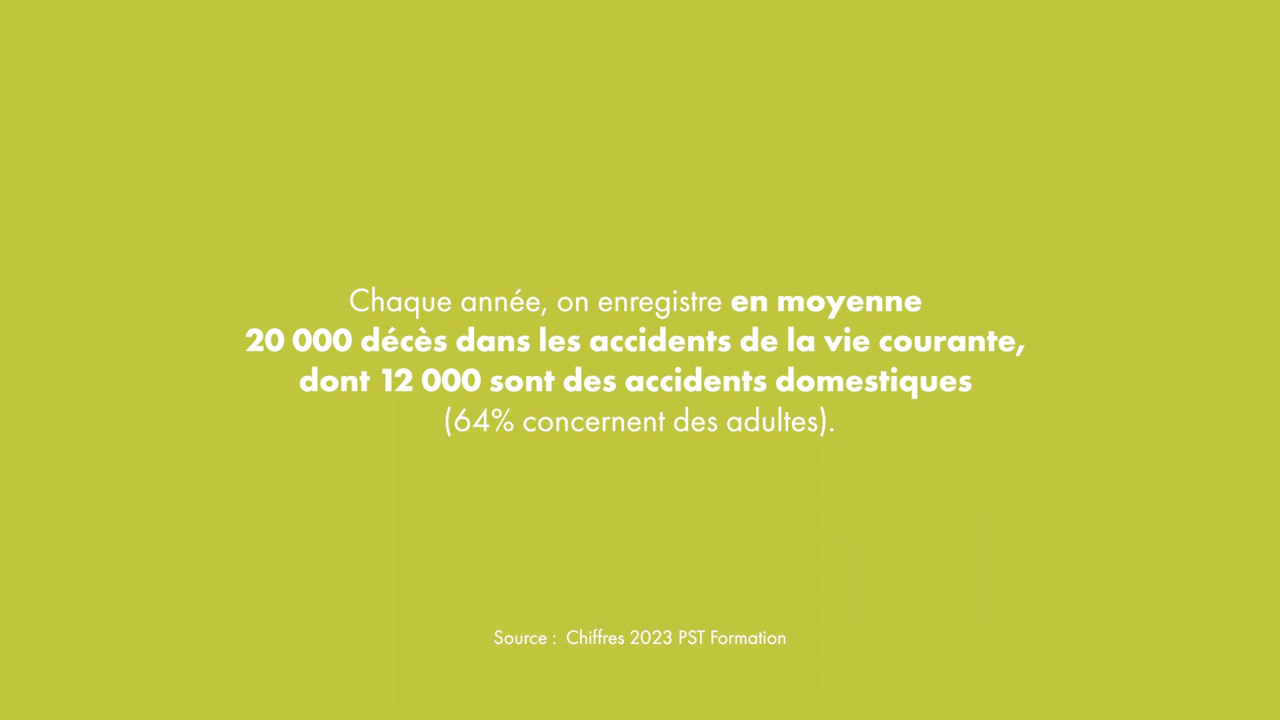 Chaque année, on enregistre en moyenne
20 000 décès dans les accidents de la vie courante,
dont 12 000 sont des accidents domestiques
(64% concernent des adultes).
Source : Chiffres 2023 PST Formation